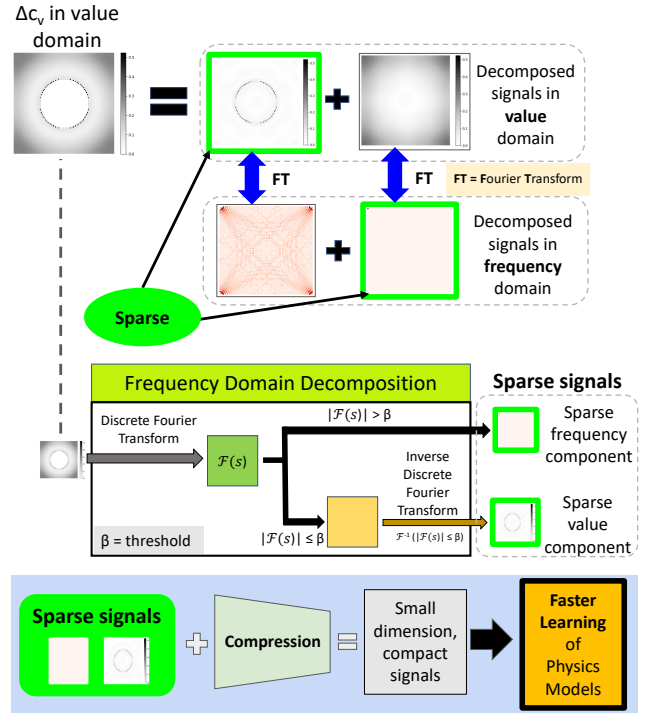 Δcv in value
domain
Decomposed
signals in
value
domain
FT
FT
FT = Fourier Transform
Decomposed
signals in
frequency
domain
Sparse
Frequency Domain Decomposition
Sparse signals
Discrete Fourier
Transform
|ℱ(s)| > β
ℱ(s)
Sparse
frequency
component
Inverse
Discrete
Fourier
Transform
β = threshold
|ℱ(s)| ≤ β
ℱ⁻¹(|ℱ(s)| ≤ β)
Sparse
value
component
Sparse signals
Compression
Small
dimension,
compact
signals
Faster
Learning
of
Physics
Models